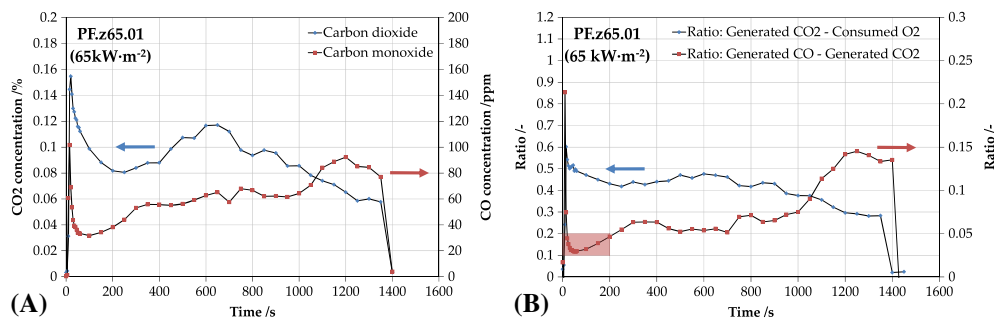 PF.z65.01
(65kW·m-2)
Carbon dioxide
Carbon monoxide
0.2
0.18
0.16
0.14
0.12
0.1
0.08
0.06
0.04
0.02
0
CO2 concentration /%
200
180
160
140
120
100
80
60
40
20
0
CO concentration /ppm
0 200 400 600 800 1000 1200 1400 1600
Time /s
(A)
PF.z65.01
(65 kW·m-2)
Ratio: Generated CO2 - Consumed O2
Ratio: Generated CO - Generated CO2
1.2
1.1
1
0.9
0.8
0.7
0.6
0.5
0.4
0.3
0.2
0.1
0
Ratio /-
0.3
0.25
0.2
0.15
0.1
0.05
0
Ratio /-
0 200 400 600 800 1000 1200 1400 1600
Time /s
(B)